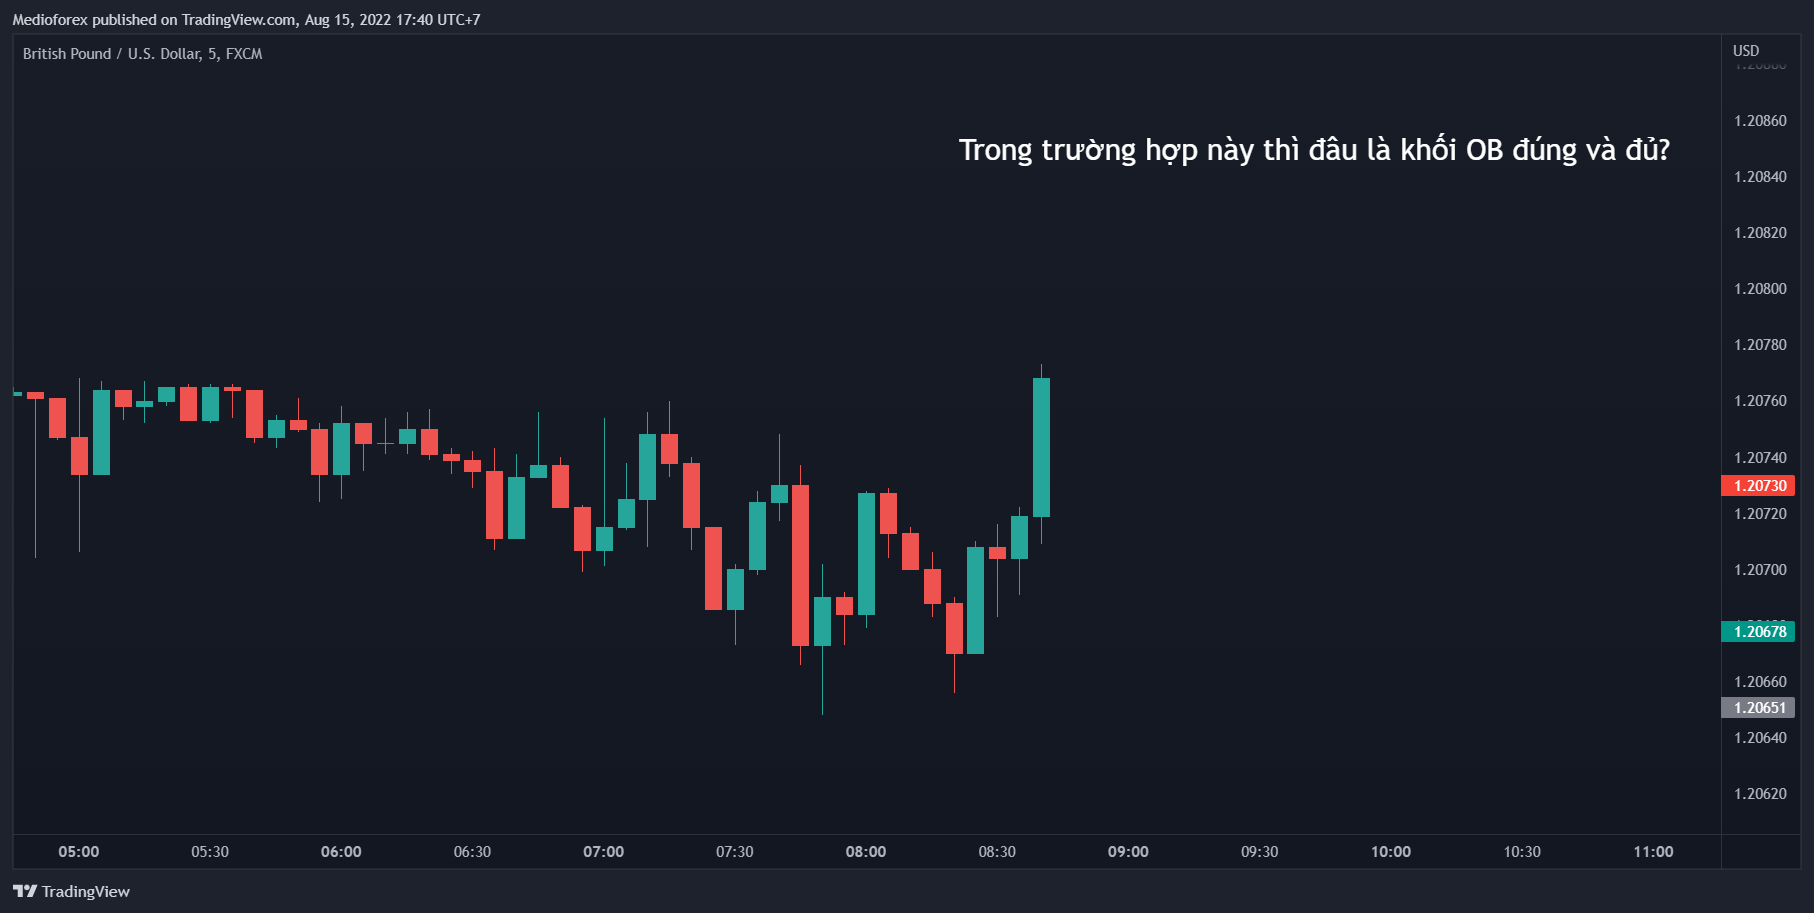 Medioforex published on TradingView.com, Aug 15, 2022 17:40 UTC+7
British Pound / U.S. Dollar, 5, FXCM
USD
1.20860
Trong trường hợp này thì đâu là khối OB đúng và đủ?
1.20840
1.20820
1.20800
1.20780
1.20760
1.20740
1.20730
1.20720
1.20700
1.20678
1.20660
1.20651
1.20640
1.20620
05:00 05:30 06:00 06:30 07:00 07:30 08:00 08:30 09:00 09:30 10:00 10:30 11:00
TradingView